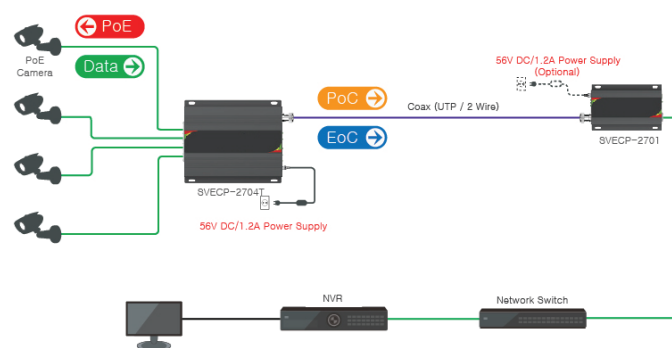 PoE
PoE
Camera
Data
PoC
EoC
Coax (UTP / 2 Wire)
56V DC/1.2A Power Supply
(Optional)
SVECP-2701
SVECP-2704T
56V DC/1.2A Power Supply
NVR
Network Switch